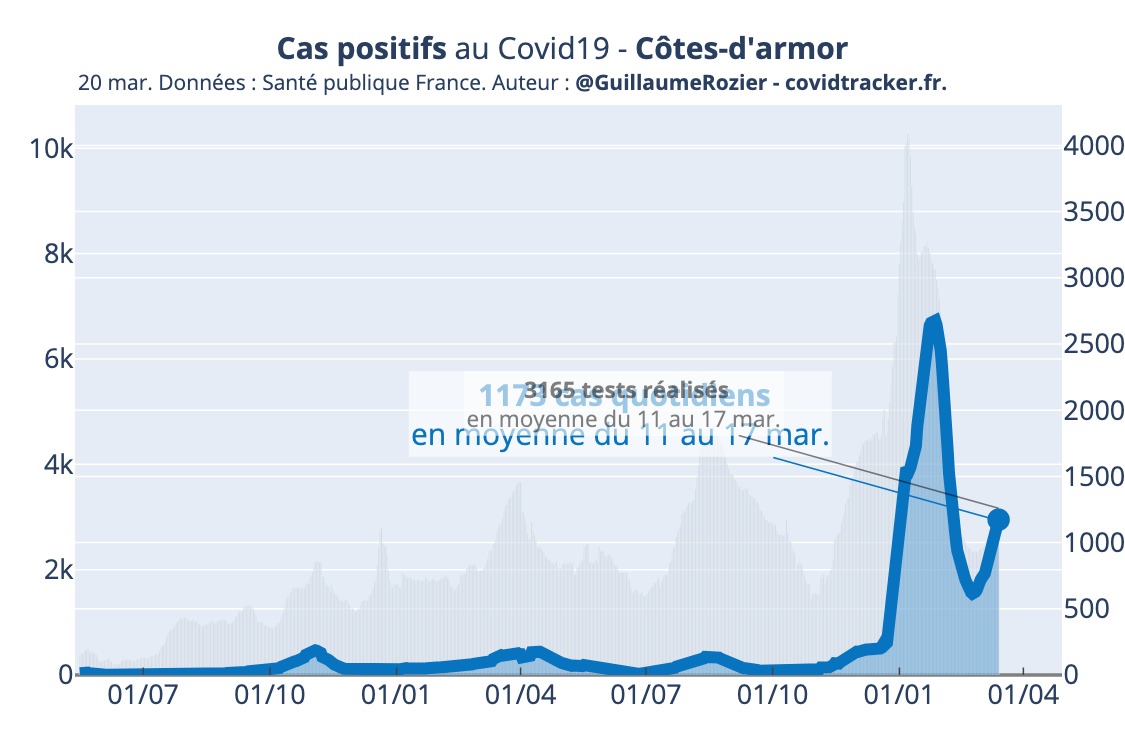 Cas positifs au Covid19 - Côtes-d'armor
20 mar. Données : Santé publique France. Auteur : @GuillaumeRozier - covidtracker.fr.
10k
8k
6k
4k
2k
0
4000
3500
3000
2500
2000
1500
1000
500
0
3165 tests réalisés
en moyenne du 11 au 17 mar.
1173 cas quotidiens
en moyenne du 11 au 17 mar.
01/07 01/10 01/01 01/04 01/07 01/10 01/01 01/04